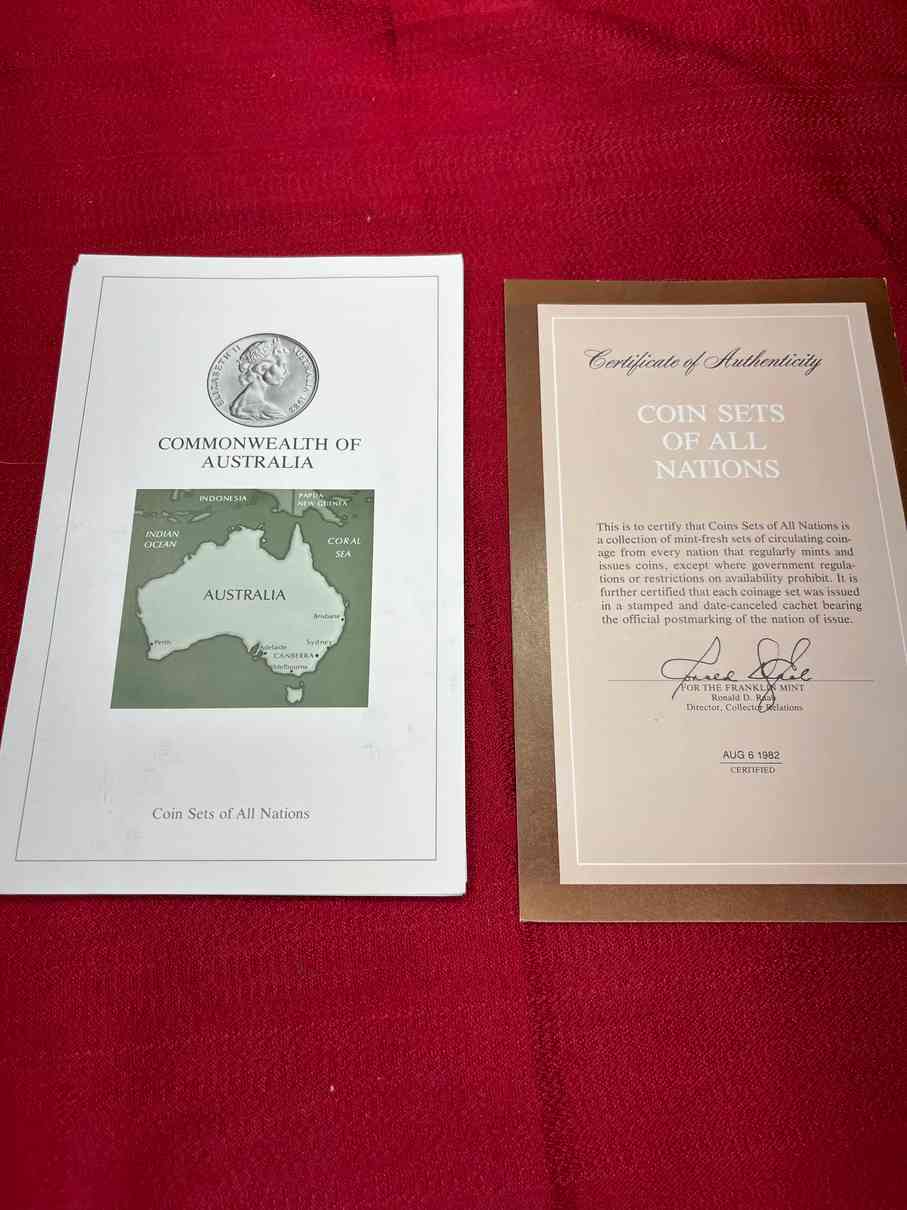 ELIZABETH II AUSTRALIA 1982
COMMONWEALTH OF
AUSTRALIA
INDONESIA
PAPUA
NEW GUINEA
INDIAN
OCEAN
CORAL
SEA
AUSTRALIA
Brisbane
Perth
Sydney
Adelaide
CANBERRA
Melbourne
Coin Sets of All Nations
Certificate of Authenticity
COIN SETS
OF ALL
NATIONS
This is to certify that Coins Sets of All Nations is
a collection of mint-fresh sets of circulating coin-
age from every nation that regularly mints and
issues coins, except where government regula-
tions or restrictions on availability prohibit. It is
further certified that each coinage set was issued
in a stamped and date-canceled cachet bearing
the official postmarking of the nation of issue.
FOR THE FRANKLIN MINT
Ronald D. Raab
Director, Collector Relations
AUG 6 1982
CERTIFIED